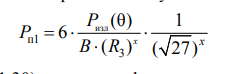 P_п1 = 6 · P_изл(θ) / (B · (R_3)^x) · 1 / (√27)^x